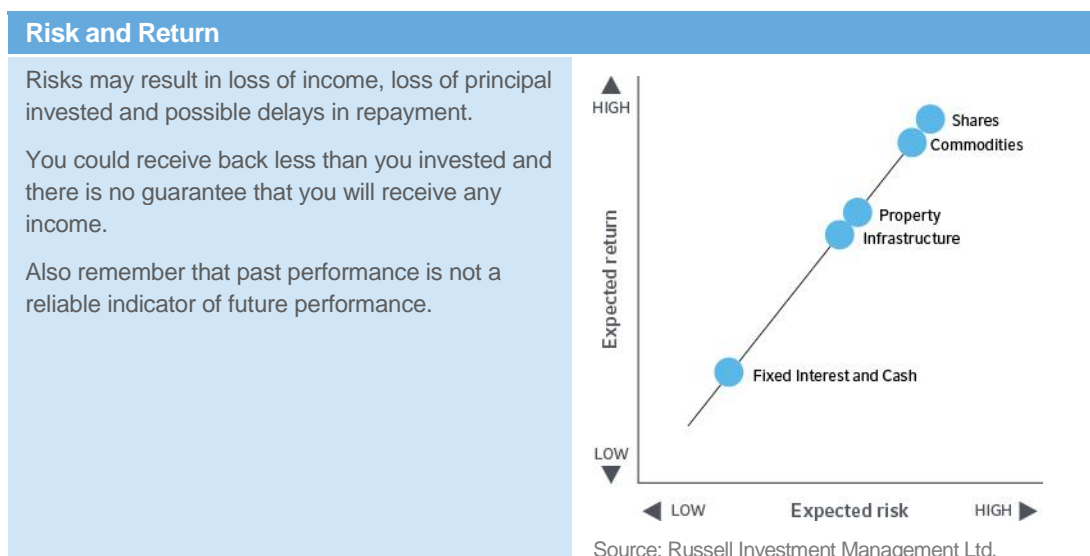 Risk and Return
Risks may result in loss of income, loss of principal
invested and possible delays in repayment.
You could receive back less than you invested and
there is no guarantee that you will receive any
income.
Also remember that past performance is not a
reliable indicator of future performance.
HIGH
Shares
Commodities
Property
Infrastructure
Expected return
Fixed Interest and Cash
LOW
LOW
Expected risk
HIGH
Source: Russell Investment Management Ltd.